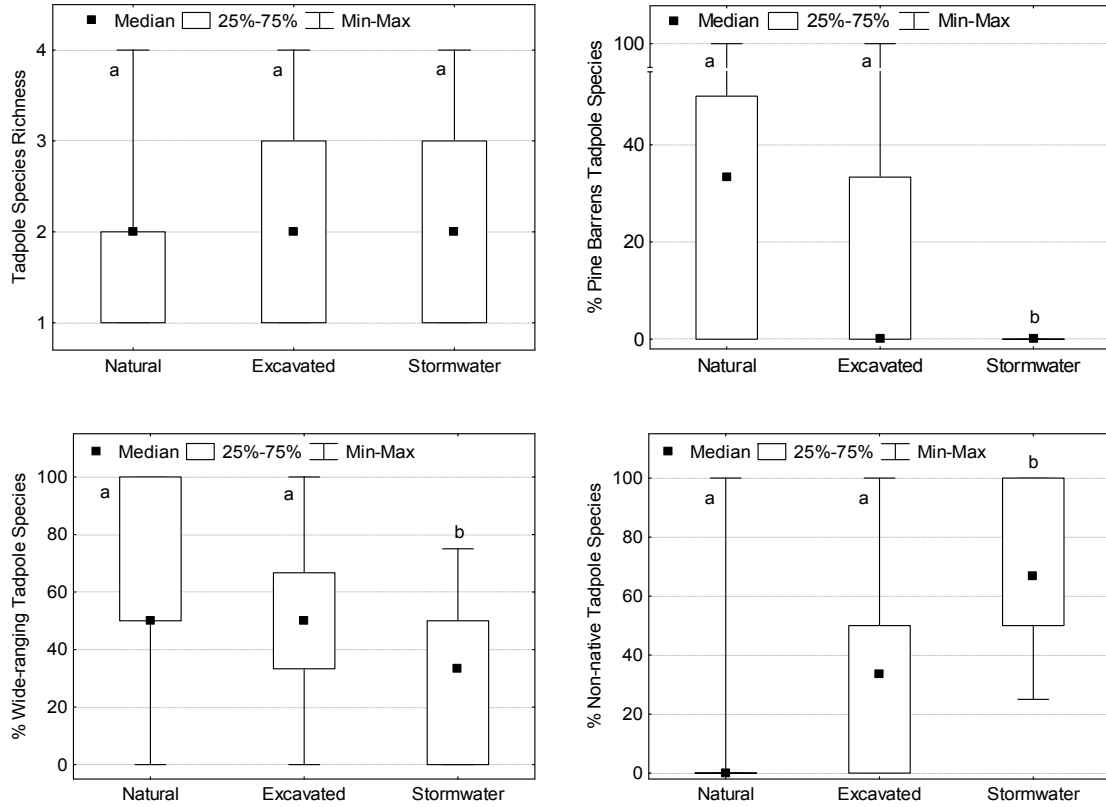 Median 25%-75% Min-Max
Tadpole Species Richness
4
3
2
1
a a a
Natural Excavated Stormwater
Median 25%-75% Min-Max
% Pine Barrens Tadpole Species
100
40
20
0
a a b
Natural Excavated Stormwater
Median 25%-75% Min-Max
% Wide-ranging Tadpole Species
100
80
60
40
20
0
a a b
Natural Excavated Stormwater
Median 25%-75% Min-Max
% Non-native Tadpole Species
100
80
60
40
20
0
a a b
Natural Excavated Stormwater